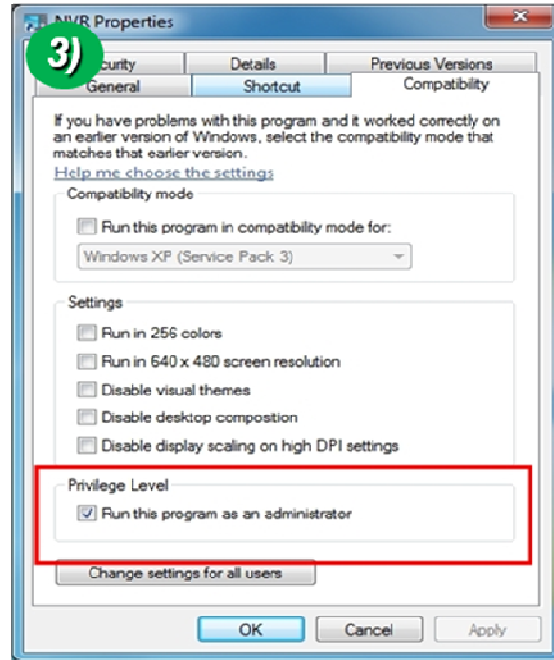 NVR Properties
3)
curity Details Previous Versions
General Shortcut Compatibility
If you have problems with this program and it worked correctly on
an earlier version of Windows, select the compatibility mode that
matches that earlier version.
Help me choose the settings
Compatibility mode
Run this program in compatibility mode for:
Windows XP (Service Pack 3)
Settings
Run in 256 colors
Run in 640 x 480 screen resolution
Disable visual themes
Disable desktop compostion
Disable display scaling on high DPI settings
Privilege Level
Run this program as an administrator
Change settings for all users
OK Cancel Apply